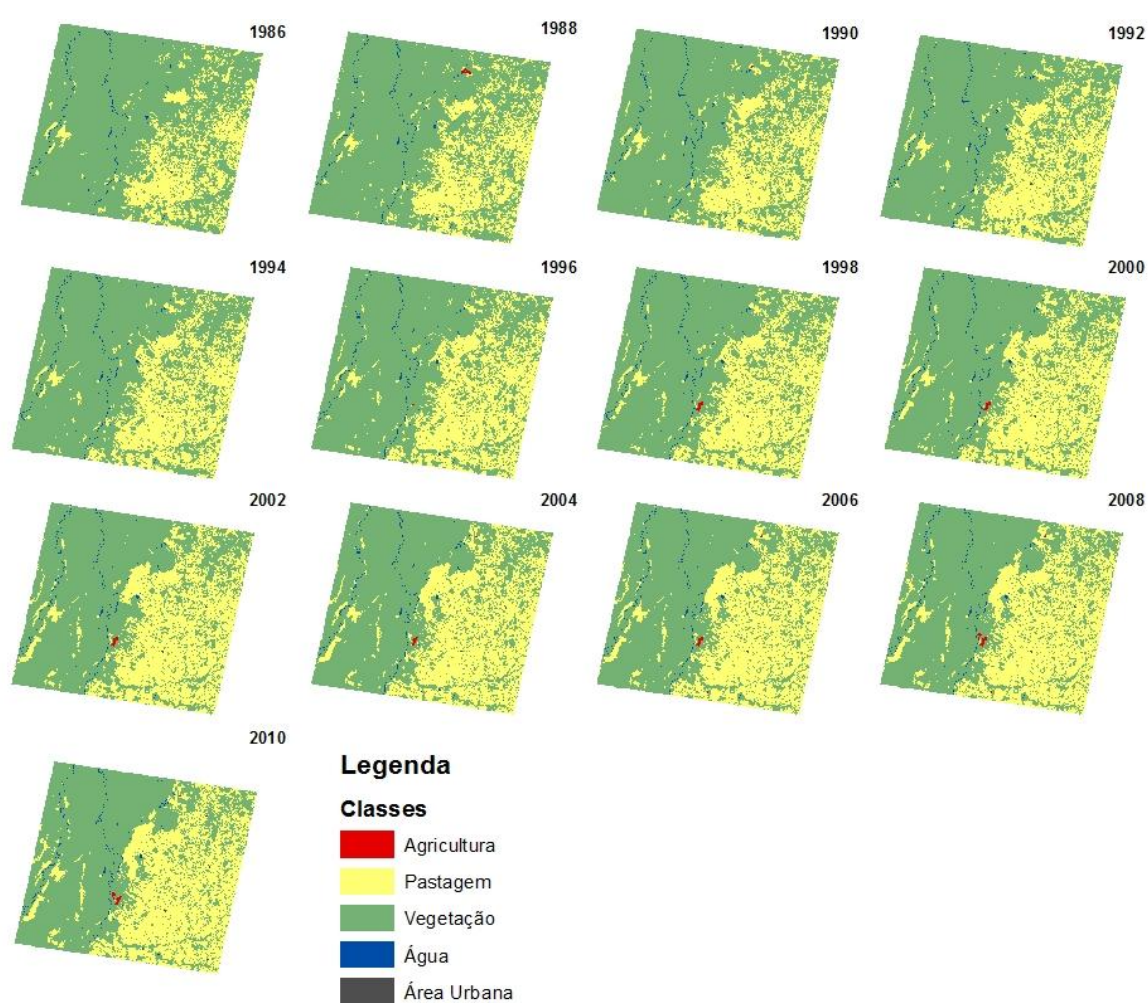 1986
1988
1990
1992
1994
1996
1998
2000
2002
2004
2006
2008
2010
Legenda
Classes
Agricultura
Pastagem
Vegetação
Água
Área Urbana